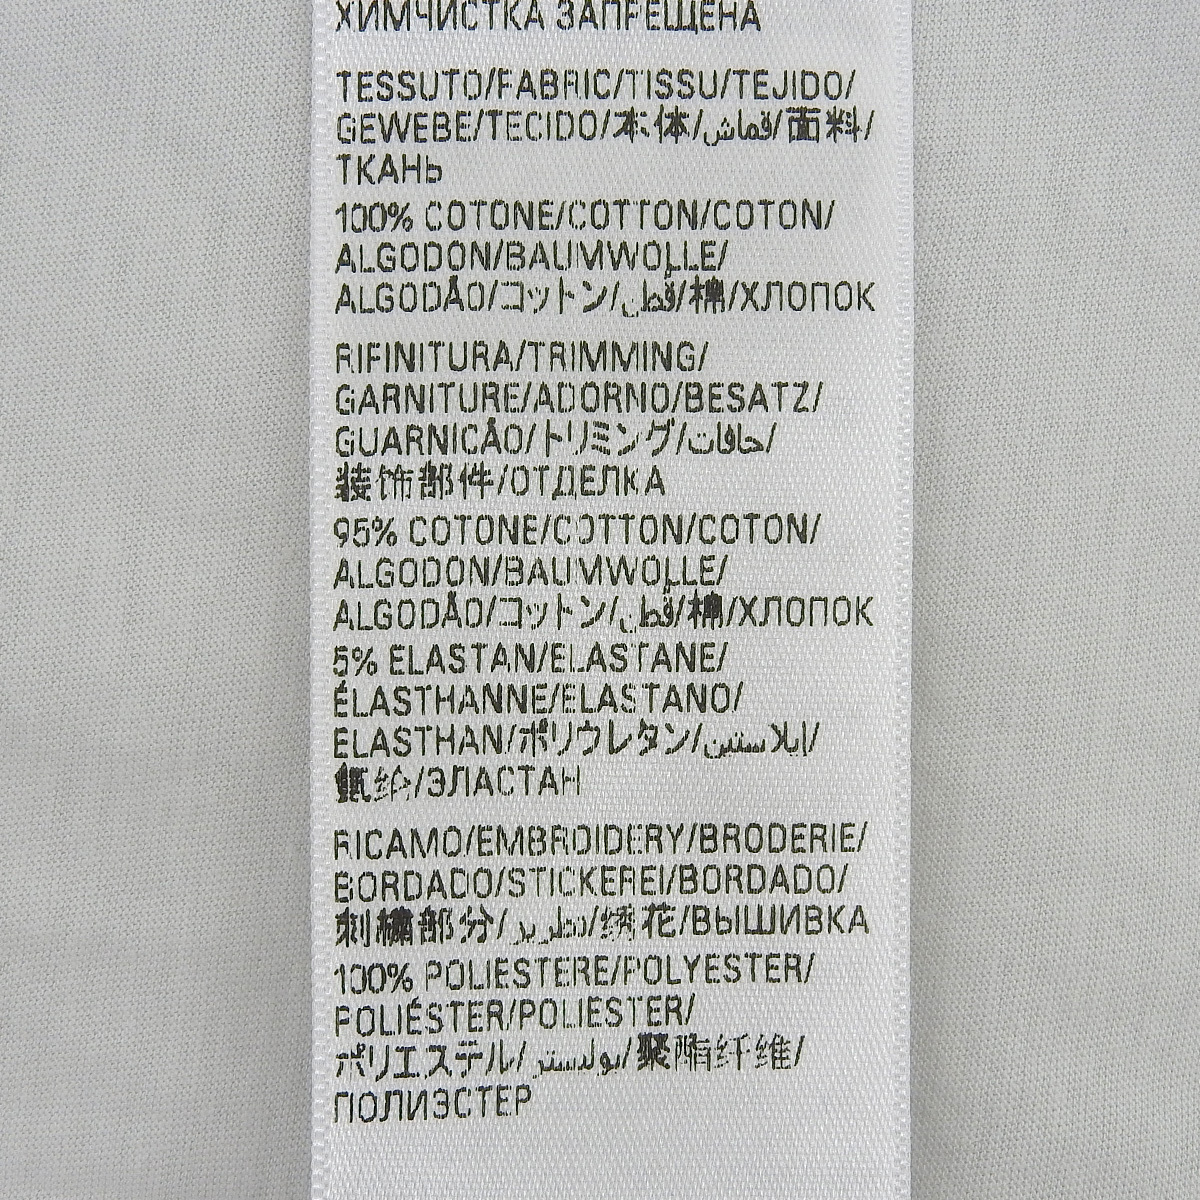 ХИМЧИСТКА ЗАПРЕЩЕНА
TESSUTO/FABRIC/TISSU/TEJIDO/
GEWEBE/TECIDO/本体/قماش/面料/
ТКАНЬ
100% COTONE/COTTON/COTON/
ALGODON/BAUMWOLLE/
ALGODÃO/コットン/قطن/棉/ХЛОПОК
RIFINITURA/TRIMMING/
GARNITURE/ADORNO/BESATZ/
GUARNICÃO/トリミング/حافات/
装饰部件/ОТДЕЛКА
95% COTONE/COTTON/COTON/
ALGODON/BAUMWOLLE/
ALGODÃO/コットン/قطن/棉/ХЛОПОК
5% ELASTAN/ELASTANE/
ÉLASTHANNE/ELASTANO/
ELASTHAN/ポリウレタン/إيلاستين/
氨纶/ЭЛАСТАН
RICAMO/EMBROIDERY/BRODERIE/
BORDADO/STICKEREI/BORDADO/
刺繍部分/تطريز/绣花/ВЫШИВКА
100% POLIESTERE/POLYESTER/
POLIÉSTER/POLIESTER/
ポリエステル/بوليستر/聚酯纤维/
ПОЛИЭСТЕР